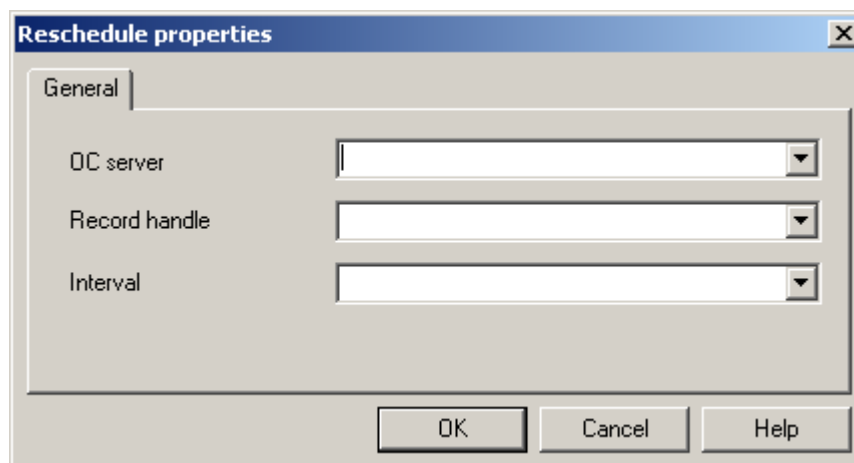 Reschedule properties
General
OC server
Record handle
Interval
OK Cancel Help